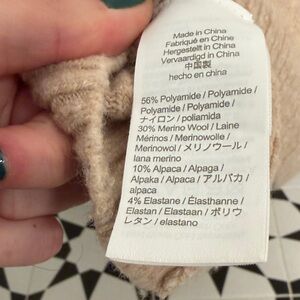 Made in China
Fabriqué en Chine
Hergestellt in China
Vervaardigd in China
中国製
hecho en china
56% Polyamide / Polyamide
/ Polyamide / Polyamide /
ナイロン / poliamida
30% Merino Wool / Laine
Mérinos / Merinowolle /
Merinowol / メリノウール /
lana merino
10% Alpaca / Alpaga /
Alpaka / Alpaca / アルパカ /
alpaca
4% Elastane / Élasthanne /
Elastan / Elastaan / ポリウ
レタン / elastano